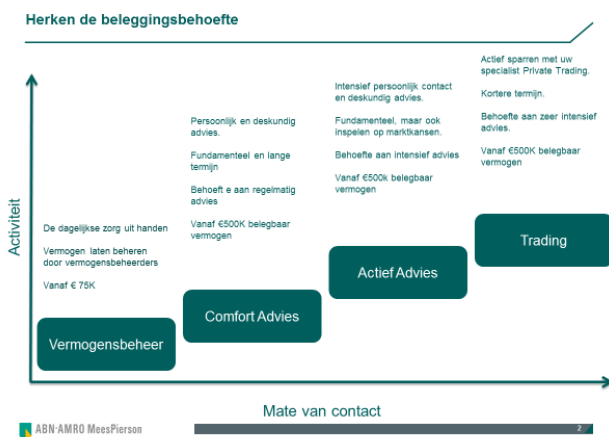 Herken de beleggingsbehoefte
Activiteit
De dagelijkse zorg uit handen
Vermogen laten beheren
door vermogensbeheerders
Vanaf € 75K
Vermogensbeheer
Persoonlijk en deskundig
advies.
Fundamenteel en lange
termijn
Behoeft e aan regelmatig
advies
Vanaf €500K belegbaar
vermogen
Comfort Advies
Intensief persoonlijk contact
en deskundig advies.
Fundamenteel, maar ook
inspelen op marktkansen.
Behoefte aan intensief advies
Vanaf €500k belegbaar
vermogen
Actief Advies
Actief sparren met uw
specialist Private Trading.
Kortere termijn.
Behoefte aan zeer intensief
advies.
Vanaf €500K belegbaar
vermogen
Trading
Mate van contact
ABN·AMRO MeesPierson
2